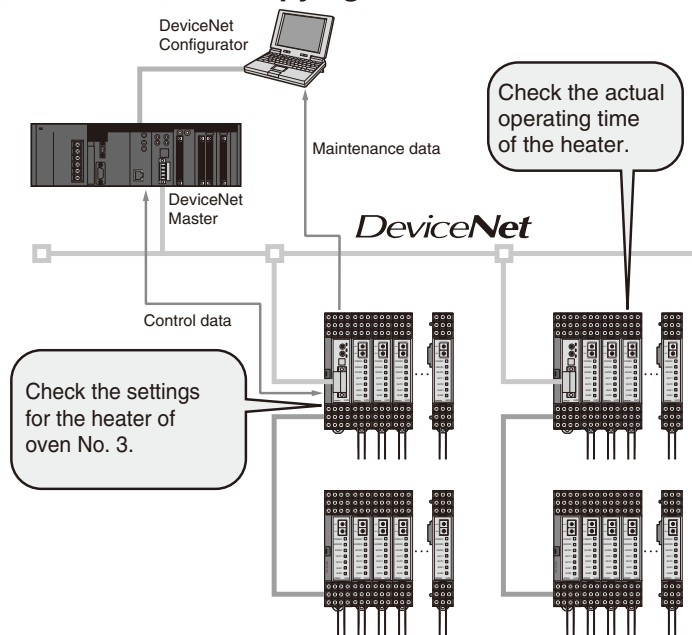 DeviceNet
Configurator
Check the actual
operating time
of the heater.
Maintenance data
DeviceNet
Master
DeviceNet
Control data
Check the settings
for the heater of
oven No. 3.